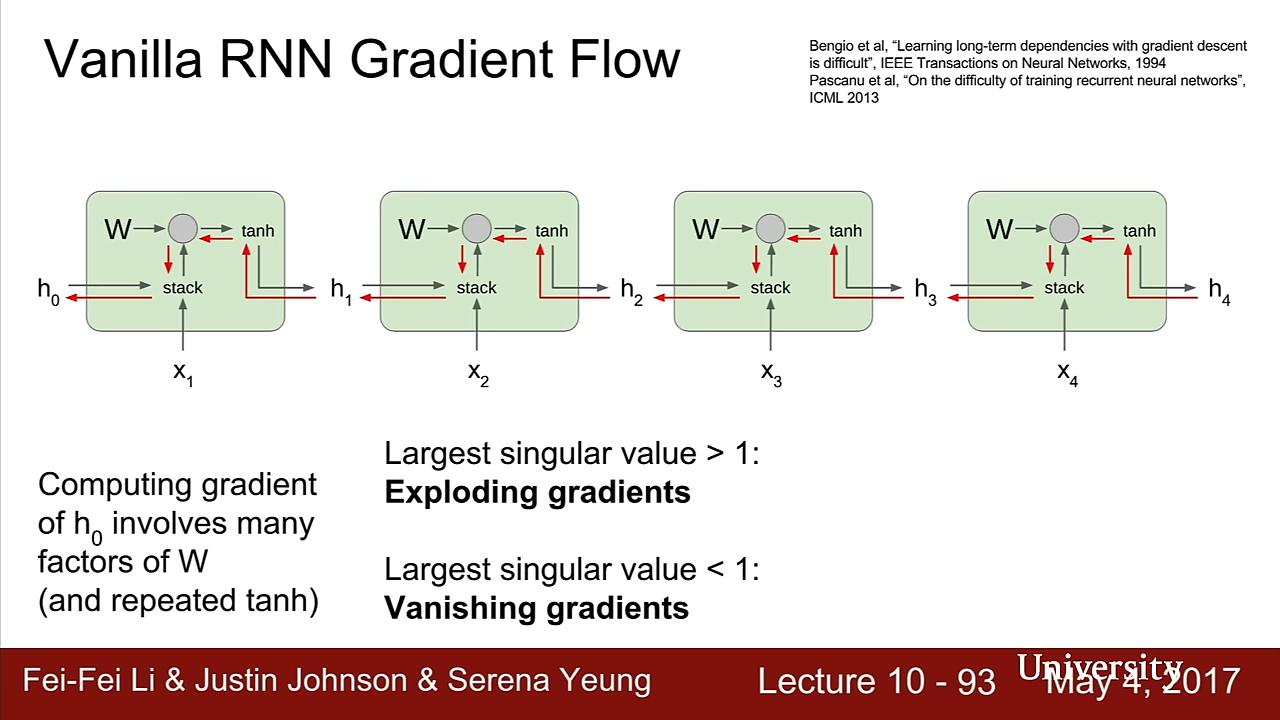 Vanilla RNN Gradient Flow
Bengio et al, “Learning long-term dependencies with gradient descent
is difficult”, IEEE Transactions on Neural Networks, 1994
Pascanu et al, “On the difficulty of training recurrent neural networks”,
ICML 2013
W tanh W tanh W tanh W tanh
h0 stack h1 stack h2 stack h3 stack h4
x1 x2 x3 x4
Computing gradient
of h0 involves many
factors of W
(and repeated tanh)
Largest singular value > 1:
Exploding gradients
Largest singular value < 1:
Vanishing gradients
Fei-Fei Li & Justin Johnson & Serena Yeung
Lecture 10 - 93
University
May 4, 2017